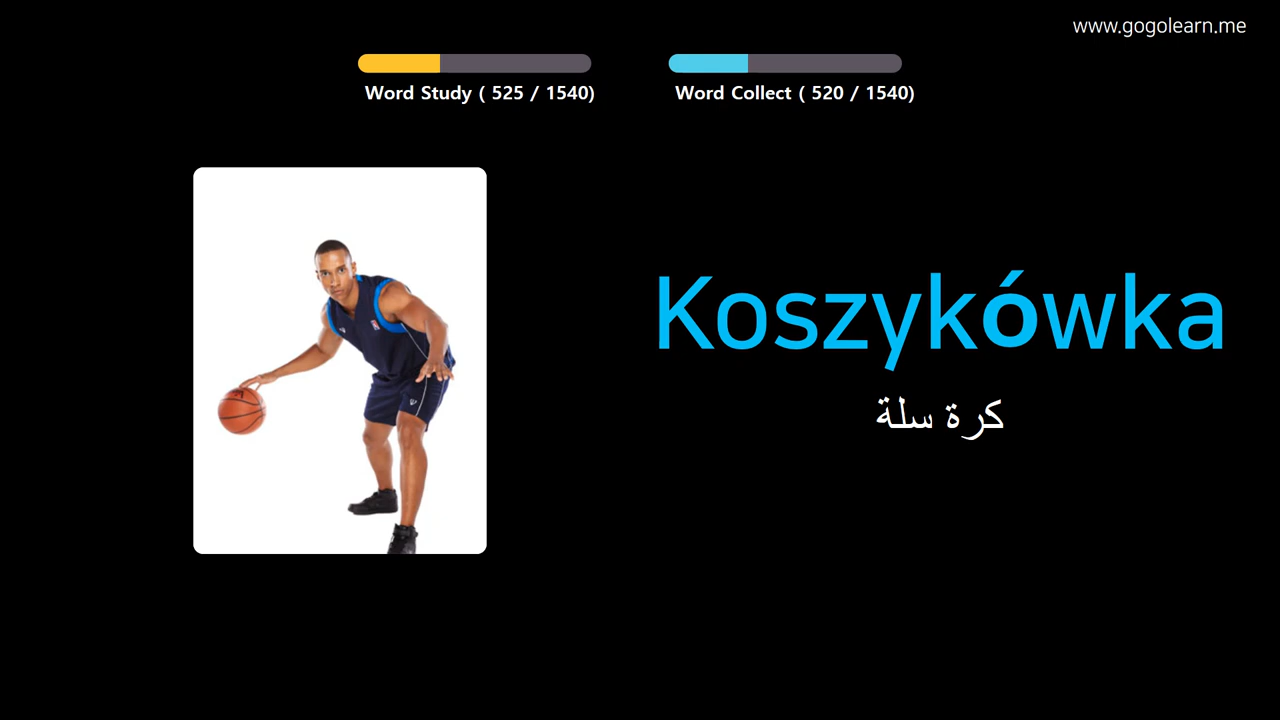 www.gogolearn.me
Word Study ( 525 / 1540)
Word Collect ( 520 / 1540)
Koszykówka
كرة سلة